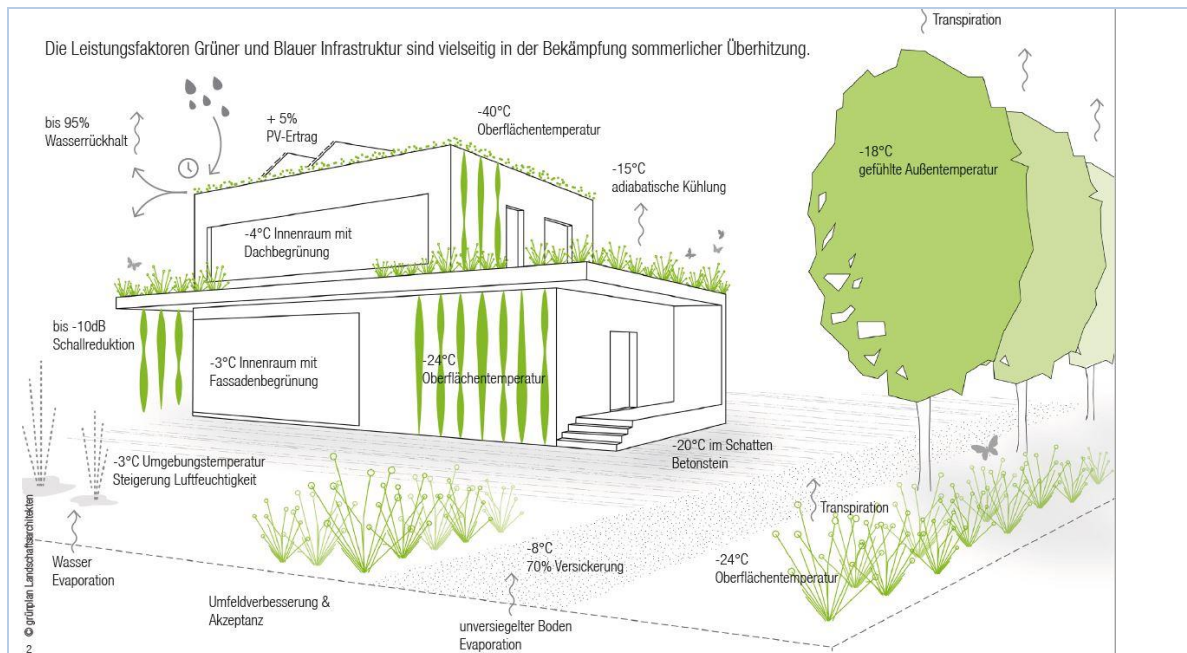 Transpiration
Die Leistungsfaktoren Grüner und Blauer Infrastruktur sind vielseitig in der Bekämpfung sommerlicher Überhitzung.
bis 95%
Wasserrückhalt
+ 5%
PV-Ertrag
-40°C
Oberflächentemperatur
-15°C
adiabatische Kühlung
-18°C
gefühlte Außentemperatur
-4°C Innenraum mit
Dachbegrünung
bis -10dB
Schallreduktion
-3°C Innenraum mit
Fassadenbegrünung
-24°C
Oberflächentemperatur
-20°C im Schatten
Betonstein
-3°C Umgebungstemperatur
Steigerung Luftfeuchtigkeit
Transpiration
Wasser
Evaporation
-8°C
70% Versickerung
-24°C
Oberflächentemperatur
Umfeldverbesserung &
Akzeptanz
unversiegelter Boden
Evaporation
© grünplan Landschaftsarchitekten
2